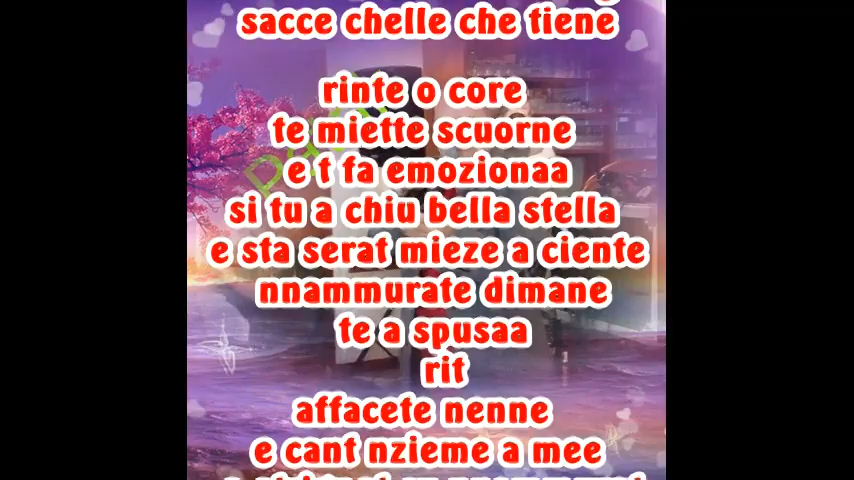 sacce chelle che tiene
rinte o core
te miette scuorne
e t fa emozionaa
si tu a chiu bella stella
e sta serat mieze a ciente
nnammurate dimane
te a spusaa
rit
affacete nenne
e cant nzieme a mee